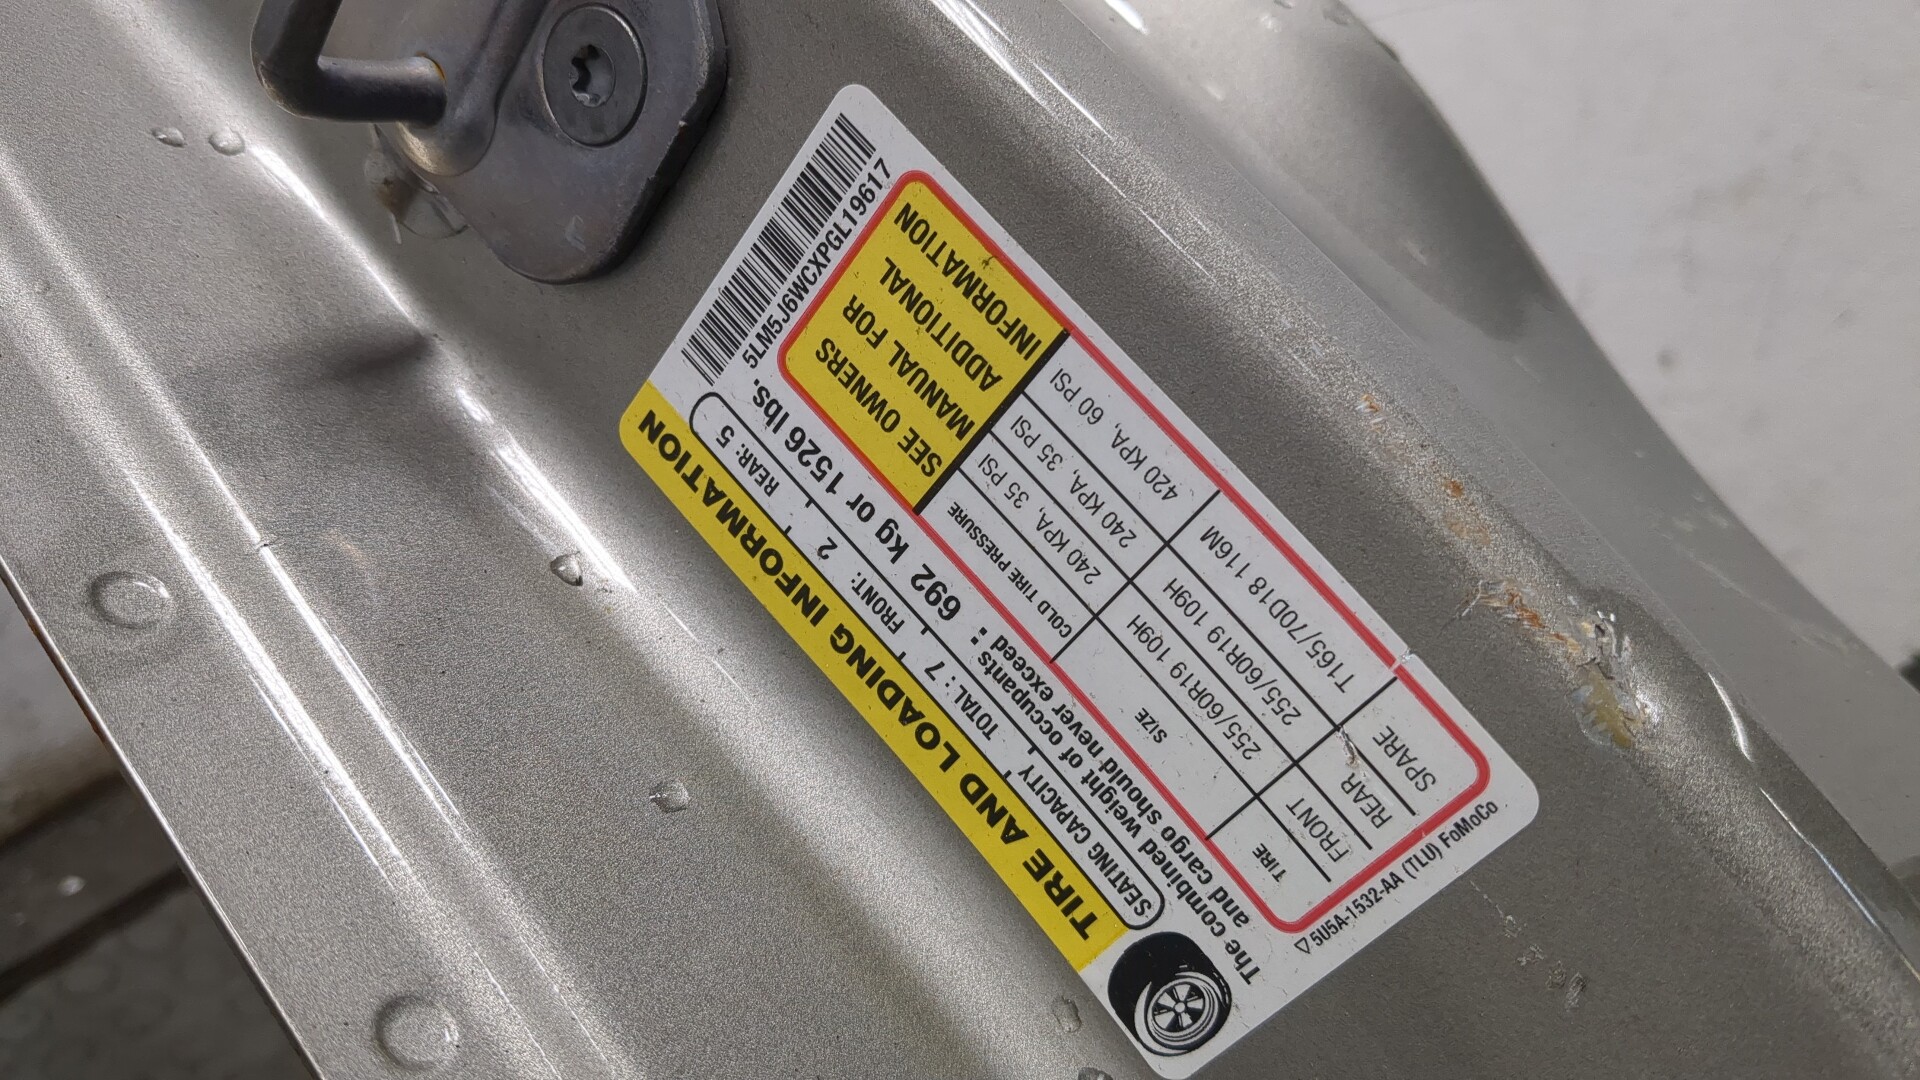 TIRE AND LOADING INFORMATION
SEATING CAPACITY | TOTAL: 7 | FRONT: 2 | REAR: 5
The combined weight of occupants and cargo should never exceed : 692 kg or 1526 lbs.
TIRE SIZE COLD TIRE PRESSURE
FRONT 255/60R19 109H 240 KPA, 35 PSI
REAR 255/60R19 109H 240 KPA, 35 PSI
SPARE T165/70D18 116M 420 KPA, 60 PSI
SEE OWNERS
MANUAL FOR
ADDITIONAL
INFORMATION
5LM5J6WCXPGL19617
5U5A-1532-AA (TLU) FoMoCo